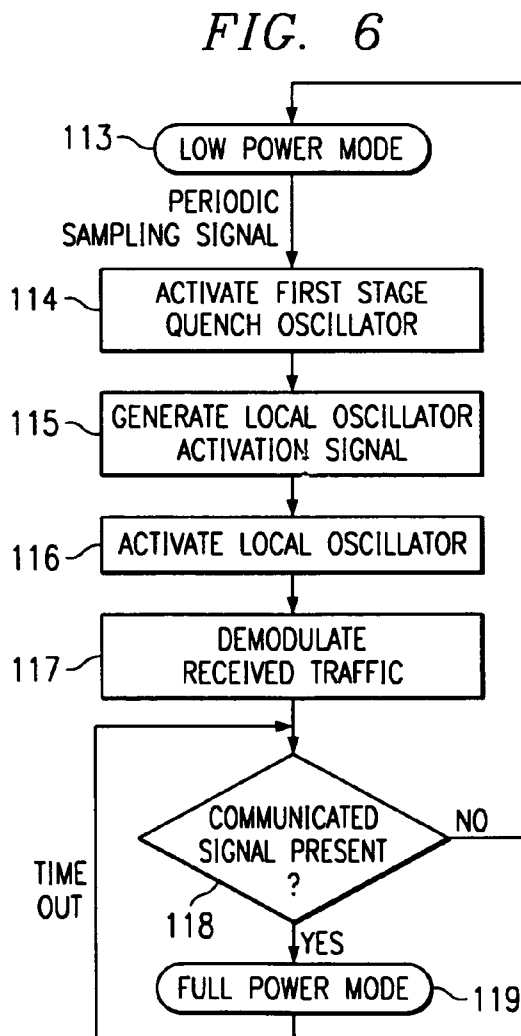 FIG. 6
113
LOW POWER MODE
PERIODIC
SAMPLING SIGNAL
114
ACTIVATE FIRST STAGE
QUENCH OSCILLATOR
115
GENERATE LOCAL OSCILLATOR
ACTIVATION SIGNAL
116
ACTIVATE LOCAL OSCILLATOR
117
DEMODULATE
RECEIVED TRAFFIC
COMMUNICATED
SIGNAL PRESENT
?
NO
TIME
OUT
118
YES
FULL POWER MODE
119